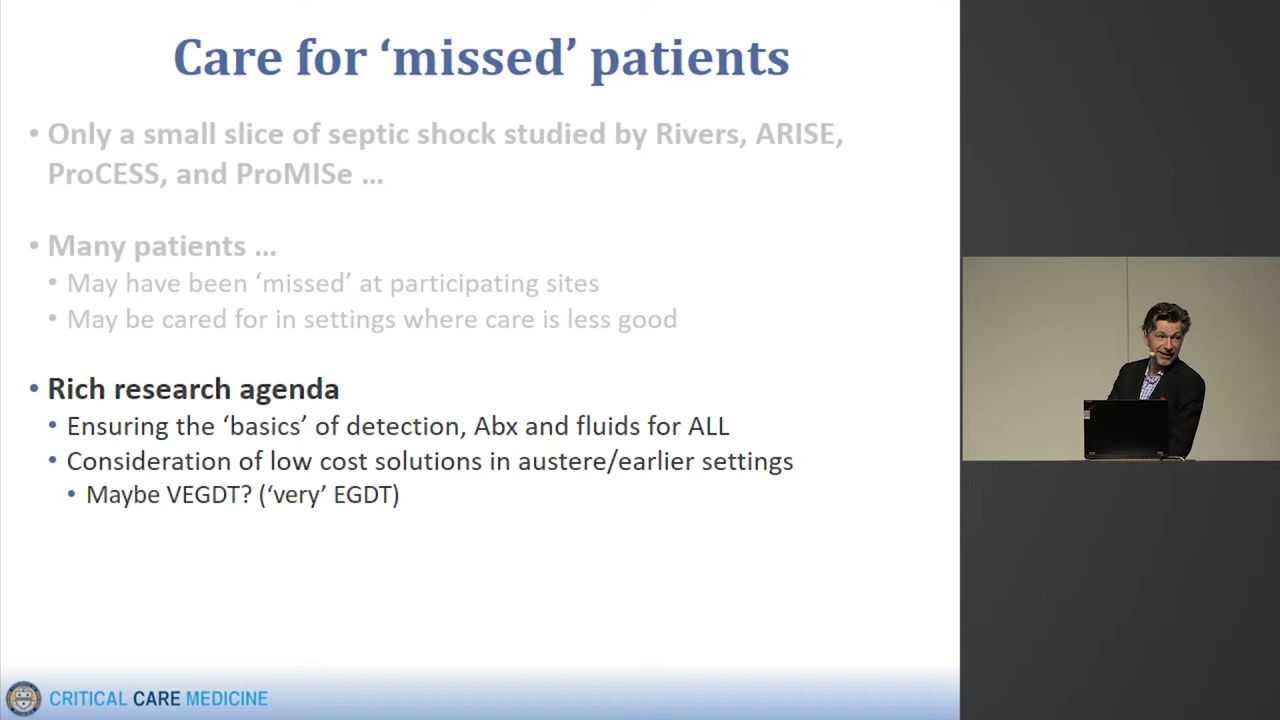 Care for ‘missed’ patients
• Only a small slice of septic shock studied by Rivers, ARISE,
ProCESS, and ProMISe ...
• Many patients ...
• May have been ‘missed’ at participating sites
• May be cared for in settings where care is less good
• Rich research agenda
• Ensuring the ‘basics’ of detection, Abx and fluids for ALL
• Consideration of low cost solutions in austere/earlier settings
• Maybe VEGDT? (‘very’ EGDT)
CRITICAL CARE MEDICINE